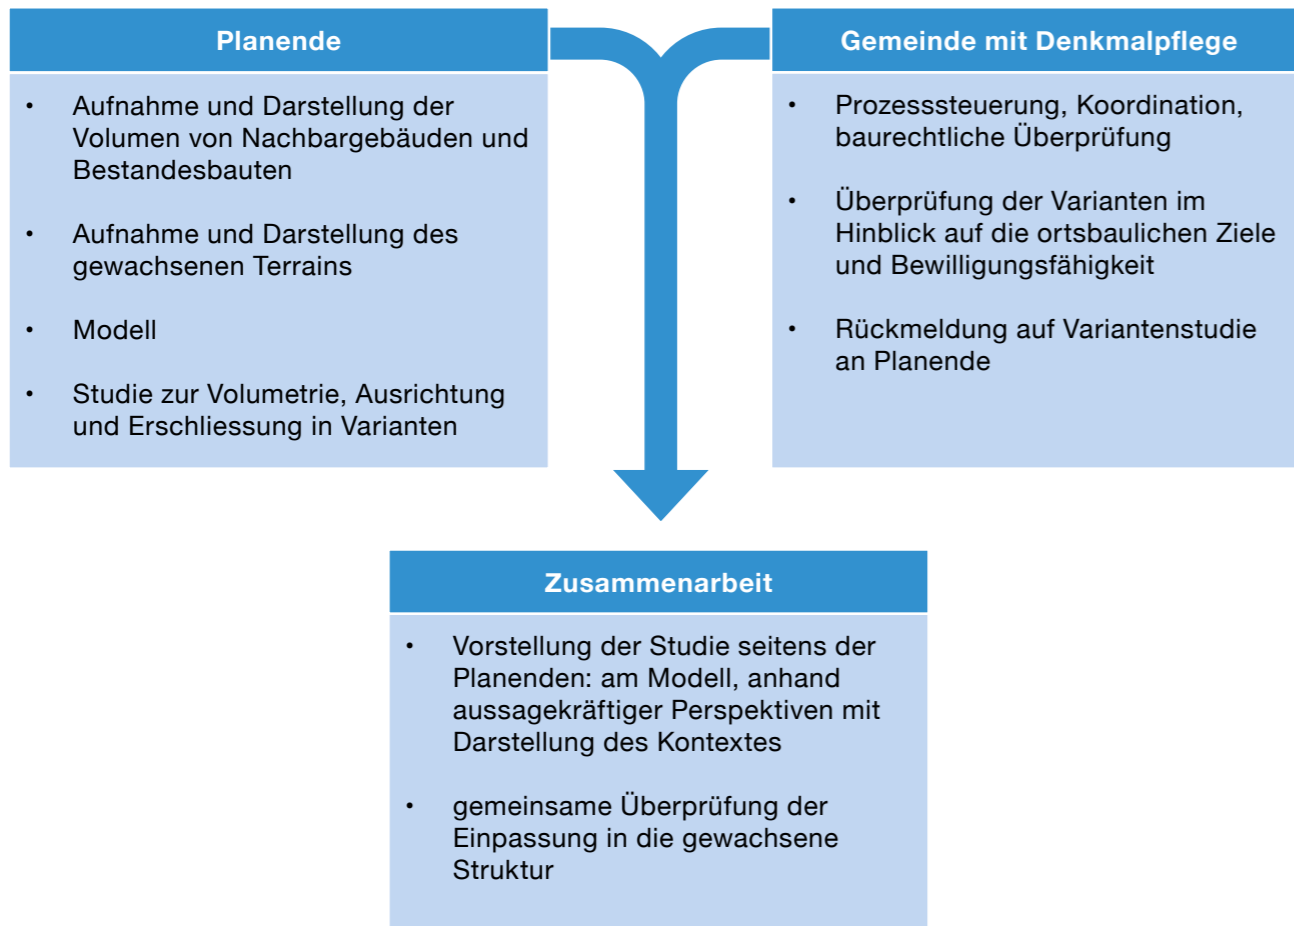 Planende
• Aufnahme und Darstellung der
Volumen von Nachbargebäuden und
Bestandesbauten
• Aufnahme und Darstellung des
gewachsenen Terrains
• Modell
• Studie zur Volumetrie, Ausrichtung
und Erschliessung in Varianten
Gemeinde mit Denkmalpflege
• Prozesssteuerung, Koordination,
baurechtliche Überprüfung
• Überprüfung der Varianten im
Hinblick auf die ortsbaulichen Ziele
und Bewilligungsfähigkeit
• Rückmeldung auf Variantenstudie
an Planende
Zusammenarbeit
• Vorstellung der Studie seitens der
Planenden: am Modell, anhand
aussagekräftiger Perspektiven mit
Darstellung des Kontextes
• gemeinsame Überprüfung der
Einpassung in die gewachsene
Struktur